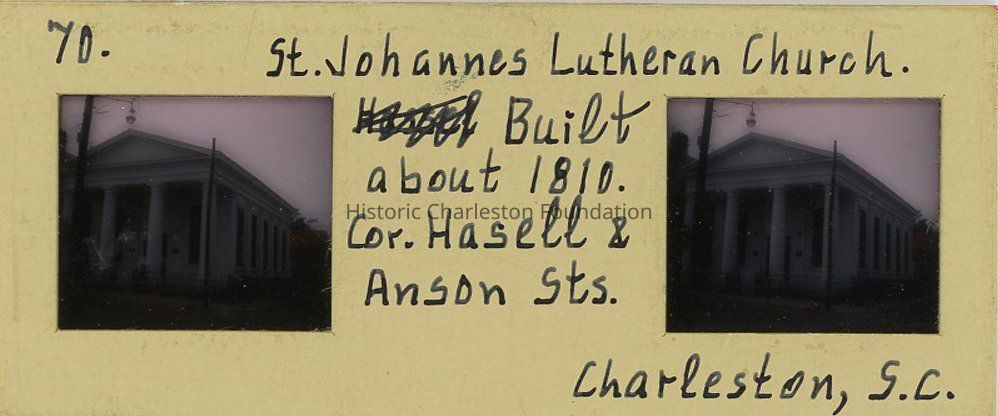 70.
St. Johannes Lutheran Church.
Built
about 1810.
Historic Charleston Foundation
Cor. Hasell &
Anson Sts.
Charleston, S.C.